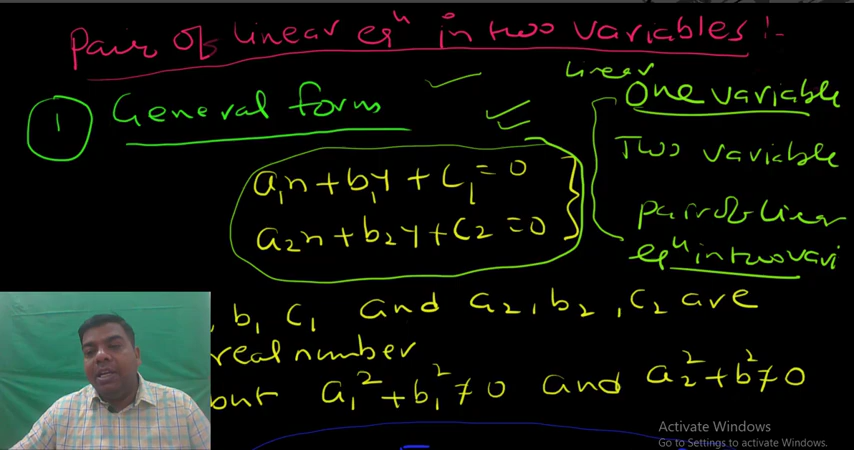 Pair of linear eqⁿ in two variables :-
1 General form
a₁x + b₁y + c₁ = 0
a₂x + b₂y + c₂ = 0
linear
One variable
Two variable
pair of linear
eqⁿ in two vari
, b₁ c₁ and a₂, b₂, c₂ are
real number
but a₁² + b₁² ≠ 0 and a₂² + b² ≠ 0
Activate Windows
Go to Settings to activate Windows.